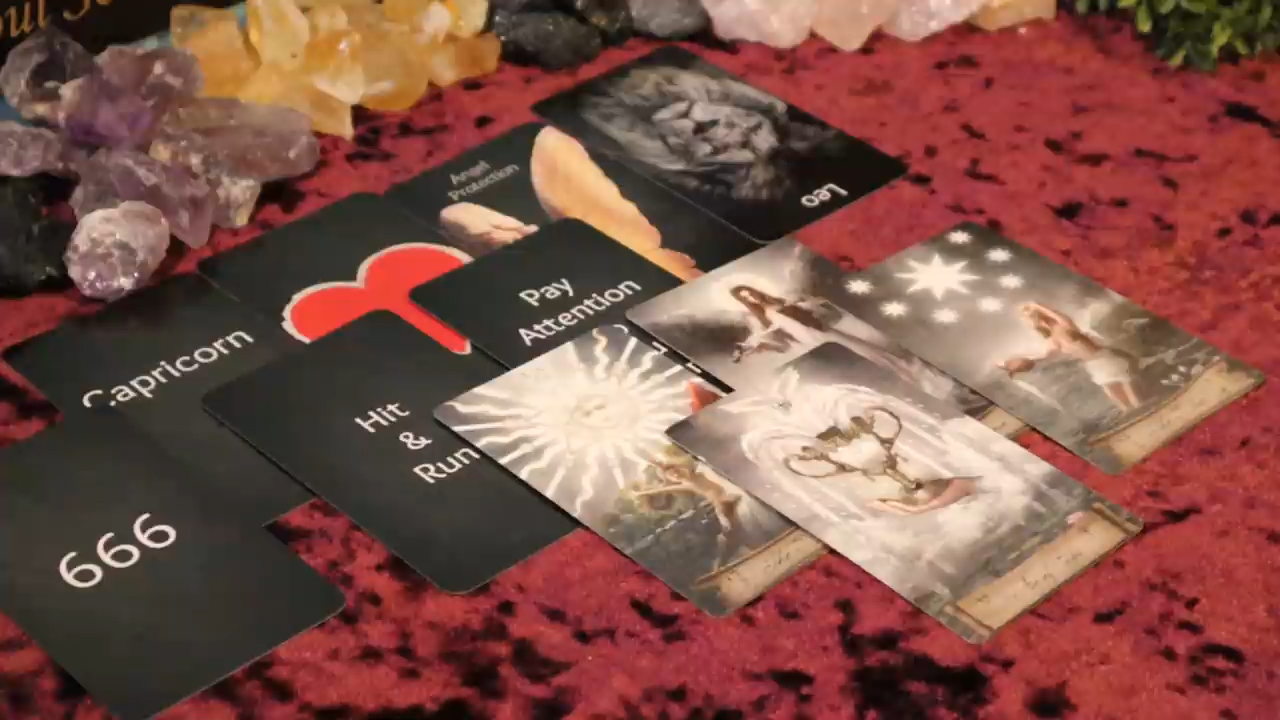 Leo
Angel
Protection
Pay
Attention
Capricorn
Hit
&
Run
666